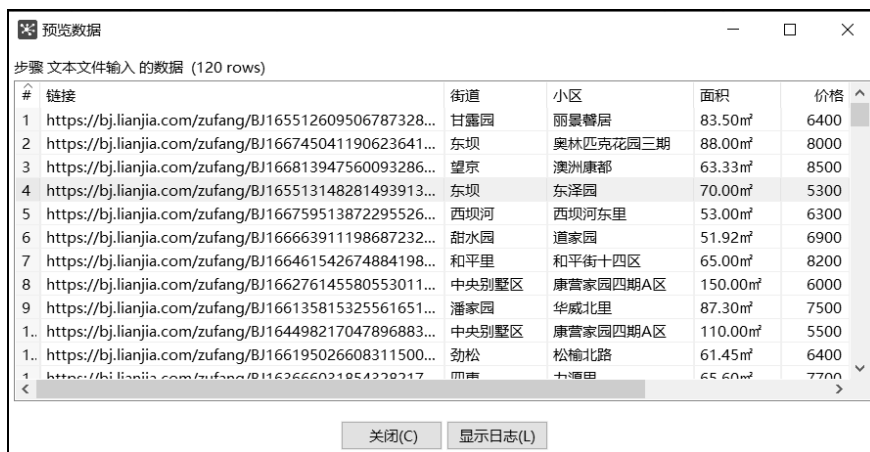 预览数据
步骤 文本文件输入 的数据 (120 rows)
# 链接 街道 小区 面积 价格
1 https://bj.lianjia.com/zufang/BJ165512609506787328... 甘露园 丽景馨居 83.50㎡ 6400
2 https://bj.lianjia.com/zufang/BJ166745041190623641... 东坝 奥林匹克花园三期 88.00㎡ 8000
3 https://bj.lianjia.com/zufang/BJ166813947560093286... 望京 澳洲康都 63.33㎡ 8500
4 https://bj.lianjia.com/zufang/BJ165513148281493913... 东坝 东泽园 70.00㎡ 5300
5 https://bj.lianjia.com/zufang/BJ166759513872295526... 西坝河 西坝河东里 53.00㎡ 6300
6 https://bj.lianjia.com/zufang/BJ166663911198687232... 甜水园 道家园 51.92㎡ 6900
7 https://bj.lianjia.com/zufang/BJ166461542674884198... 和平里 和平街十四区 65.00㎡ 8200
8 https://bj.lianjia.com/zufang/BJ166276145580553011... 中央别墅区 康营家园四期A区 150.00㎡ 6000
9 https://bj.lianjia.com/zufang/BJ166135815325561651... 潘家园 华威北里 87.30㎡ 7500
1.. https://bj.lianjia.com/zufang/BJ164498217047896883... 中央别墅区 康营家园四期A区 110.00㎡ 5500
1.. https://bj.lianjia.com/zufang/BJ166195026608311500... 劲松 松榆北路 61.45㎡ 6400
https://bj.lianjia.com/zufang/BJ163666031854328217... 65.60㎡ 7700
关闭(C) 显示日志(L)